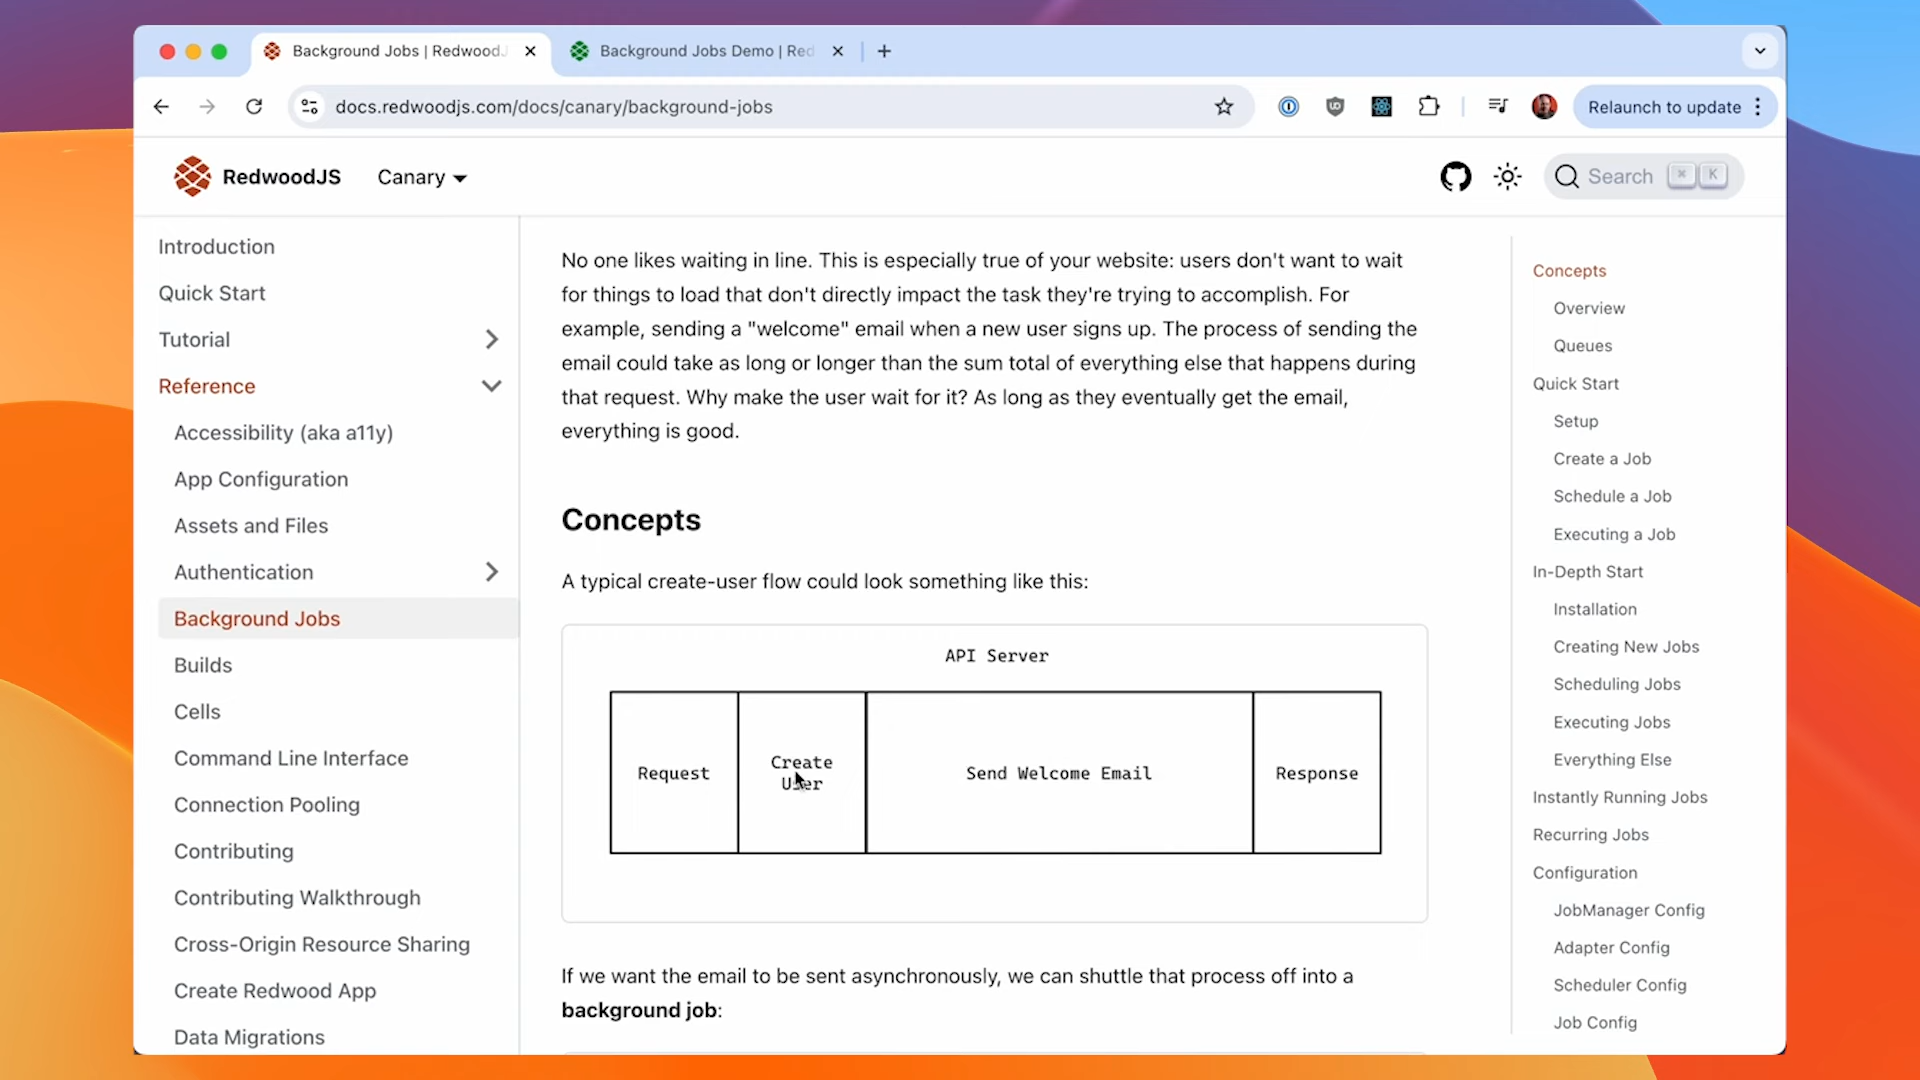 Background Jobs | RedwoodJ
Background Jobs Demo | Red
docs.redwoodjs.com/docs/canary/background-jobs
Relaunch to update
RedwoodJS
Canary
Search
K
Introduction
Quick Start
Tutorial
Reference
Accessibility (aka a11y)
App Configuration
Assets and Files
Authentication
Background Jobs
Builds
Cells
Command Line Interface
Connection Pooling
Contributing
Contributing Walkthrough
Cross-Origin Resource Sharing
Create Redwood App
Data Migrations
No one likes waiting in line. This is especially true of your website: users don't want to wait
for things to load that don't directly impact the task they're trying to accomplish. For
example, sending a "welcome" email when a new user signs up. The process of sending the
email could take as long or longer than the sum total of everything else that happens during
that request. Why make the user wait for it? As long as they eventually get the email,
everything is good.
Concepts
A typical create-user flow could look something like this:
API Server
Request
Create
User
Send Welcome Email
Response
If we want the email to be sent asynchronously, we can shuttle that process off into a
background job:
Concepts
Overview
Queues
Quick Start
Setup
Create a Job
Schedule a Job
Executing a Job
In-Depth Start
Installation
Creating New Jobs
Scheduling Jobs
Executing Jobs
Everything Else
Instantly Running Jobs
Recurring Jobs
Configuration
JobManager Config
Adapter Config
Scheduler Config
Job Config